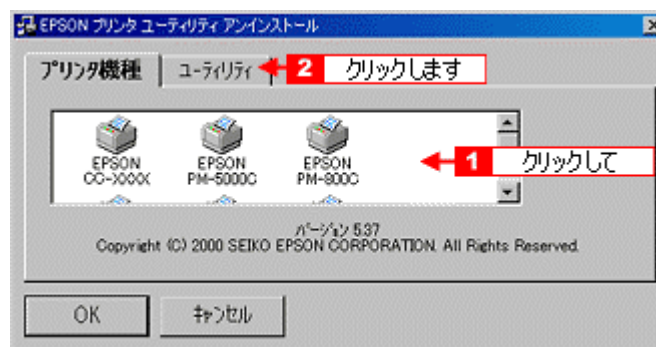 EPSON プリンタ ユーティリティ アンインストール
プリンタ機種
ユーティリティ
2 クリックします
EPSON CC-XXXX
EPSON PM-5000C
EPSON PM-800C
1 クリックして
バージョン 5.37
Copyright (C) 2000 SEIKO EPSON CORPORATION. All Rights Reserved.
OK
キャンセル